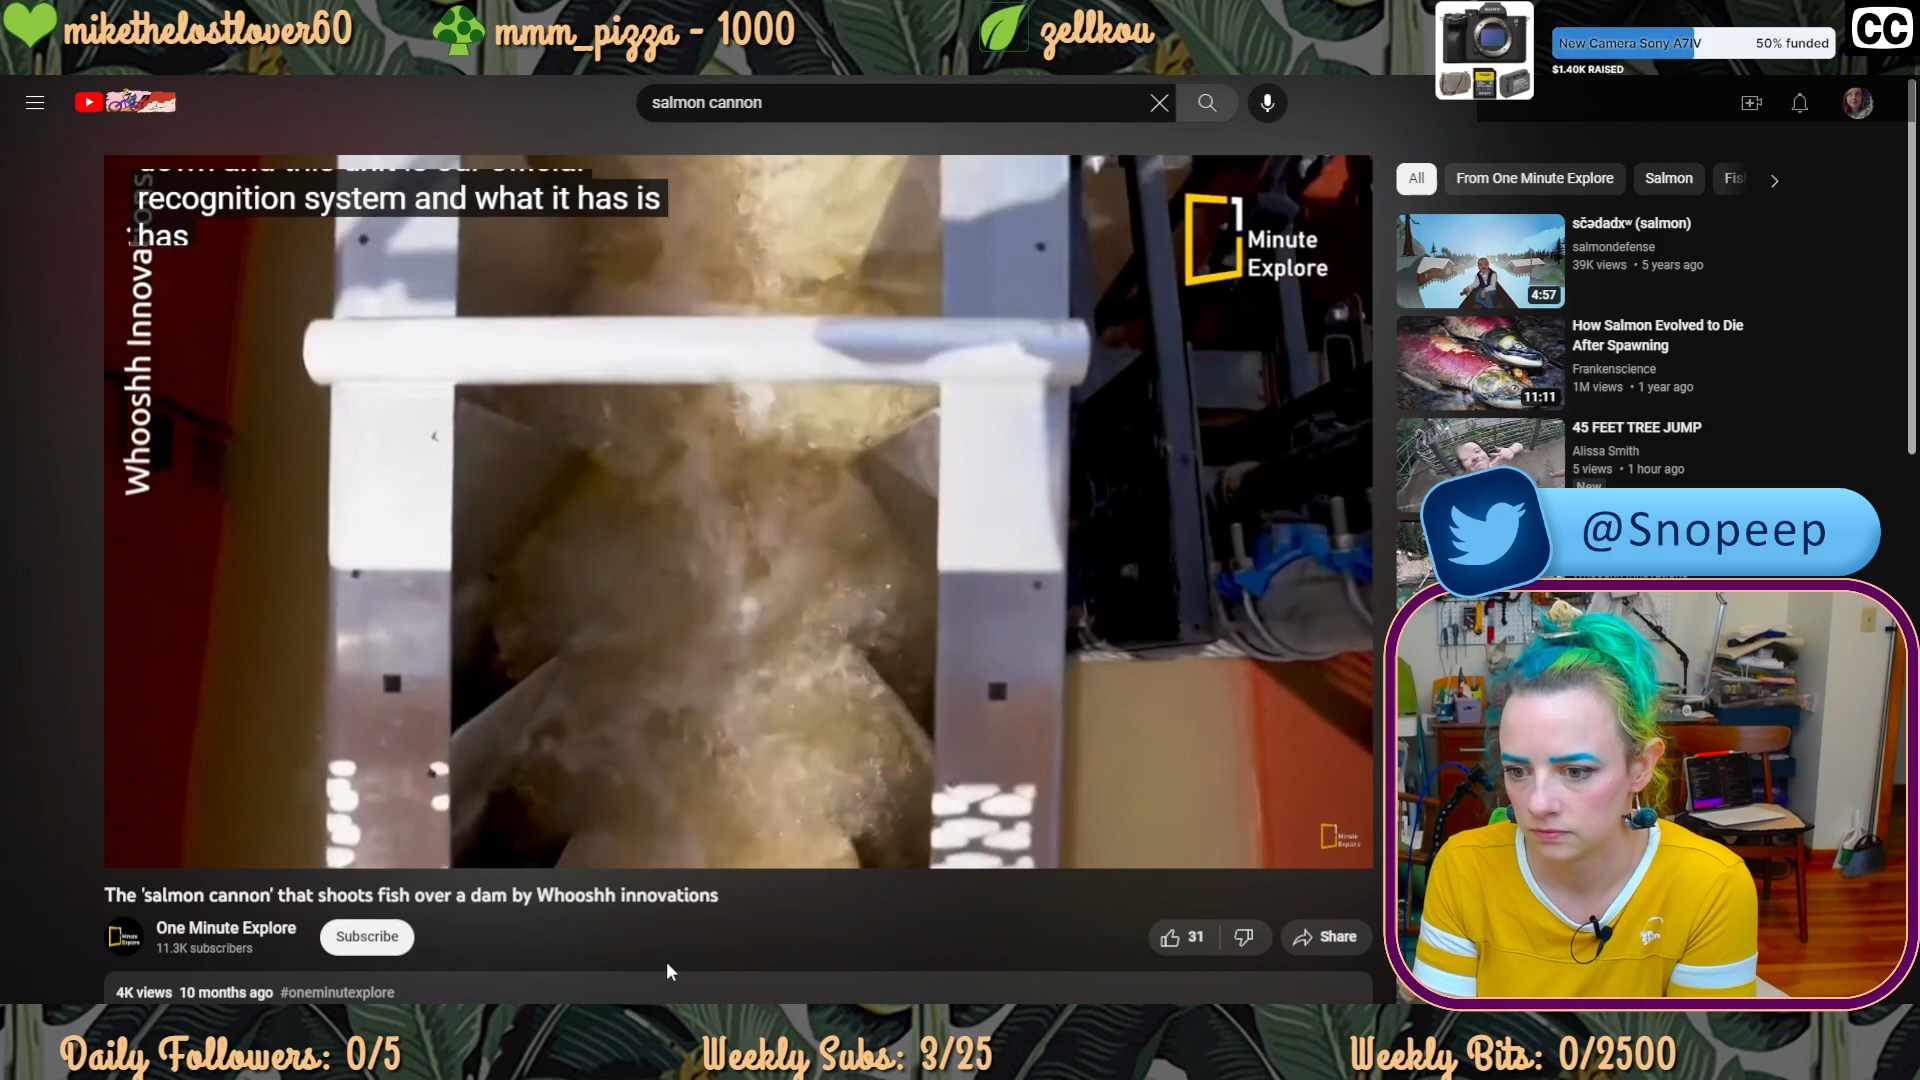 mikethelostlover60
mmm_pizza - 1000
zellkou
SONY
New Camera Sony A7IV
50% funded
$1.40K RAISED
CC
salmon cannon
recognition system and what it has is
has
Whooshh Innova
1
Minute
Explore
Minute
Explore
All
From One Minute Explore
Salmon
sčədadxʷ (salmon)
salmondefense
39K views • 5 years ago
4:57
How Salmon Evolved to Die
After Spawning
Frankenscience
1M views • 1 year ago
11:11
45 FEET TREE JUMP
Alissa Smith
5 views • 1 hour ago
New
@Snopeep
The 'salmon cannon' that shoots fish over a dam by Whooshh innovations
One Minute Explore
11.3K subscribers
Subscribe
31
Share
4K views 10 months ago #oneminutexplore
Daily Followers: 0/5
Weekly Subs: 3/25
Weekly Bits: 0/2500